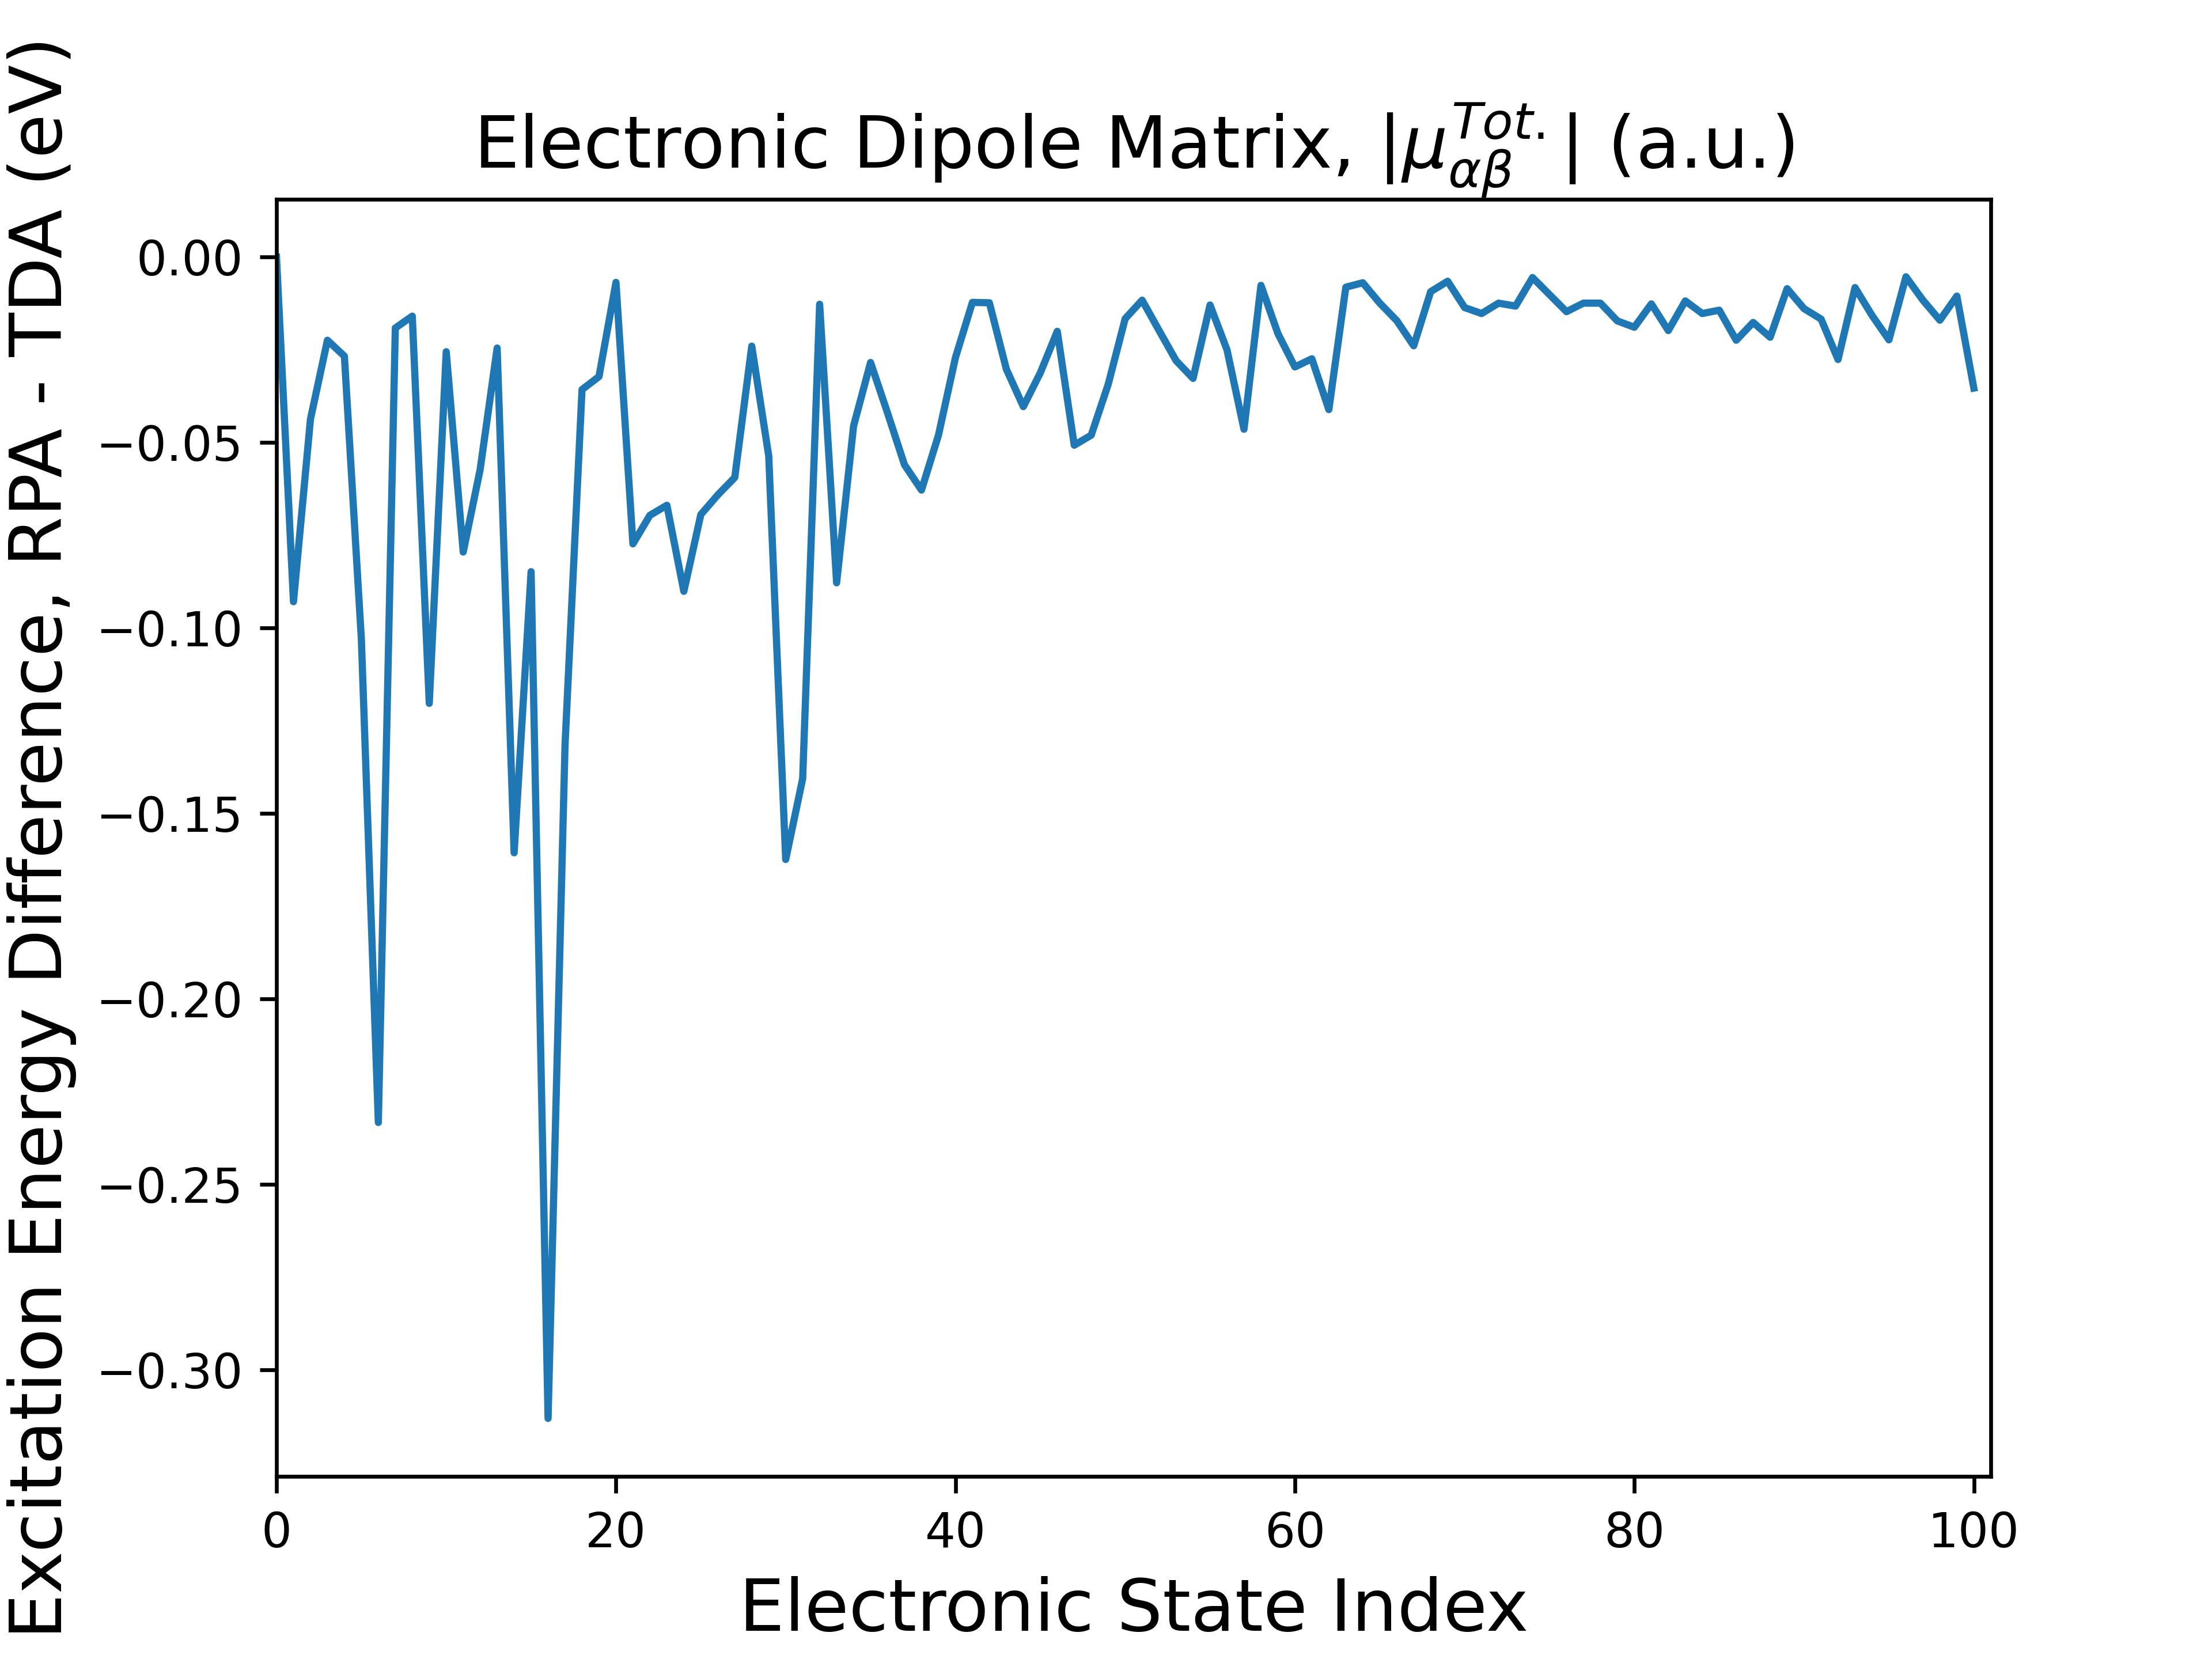 Electronic Dipole Matrix, |μ^{Tot.}_{αβ}| (a.u.)
Excitation Energy Difference, RPA - TDA (eV)
0.00
−0.05
−0.10
−0.15
−0.20
−0.25
−0.30
0 20 40 60 80 100
Electronic State Index